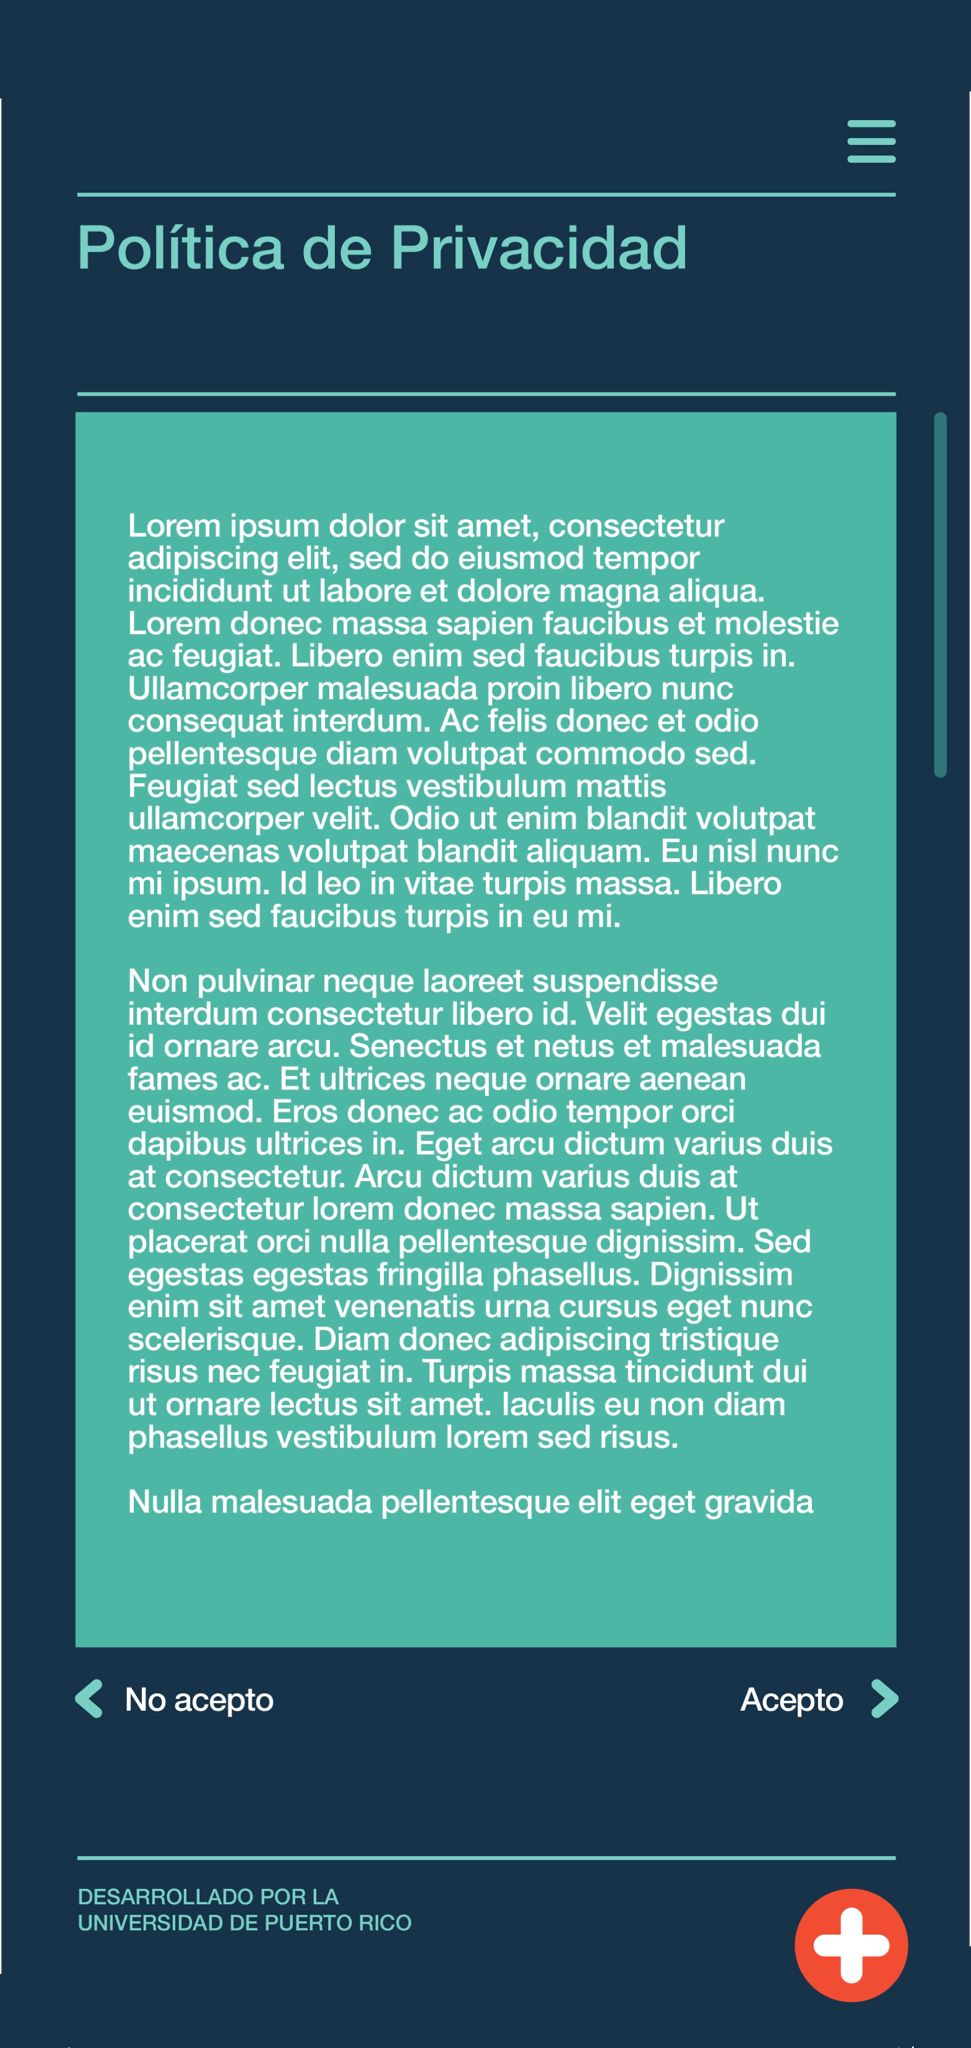 Política de Privacidad
Lorem ipsum dolor sit amet, consectetur
adipiscing elit, sed do eiusmod tempor
incididunt ut labore et dolore magna aliqua.
Lorem donec massa sapien faucibus et molestie
ac feugiat. Libero enim sed faucibus turpis in.
Ullamcorper malesuada proin libero nunc
consequat interdum. Ac felis donec et odio
pellentesque diam volutpat commodo sed.
Feugiat sed lectus vestibulum mattis
ullamcorper velit. Odio ut enim blandit volutpat
maecenas volutpat blandit aliquam. Eu nisl nunc
mi ipsum. Id leo in vitae turpis massa. Libero
enim sed faucibus turpis in eu mi.
Non pulvinar neque laoreet suspendisse
interdum consectetur libero id. Velit egestas dui
id ornare arcu. Senectus et netus et malesuada
fames ac. Et ultrices neque ornare aenean
euismod. Eros donec ac odio tempor orci
dapibus ultrices in. Eget arcu dictum varius duis
at consectetur. Arcu dictum varius duis at
consectetur lorem donec massa sapien. Ut
placerat orci nulla pellentesque dignissim. Sed
egestas egestas fringilla phasellus. Dignissim
enim sit amet venenatis urna cursus eget nunc
scelerisque. Diam donec adipiscing tristique
risus nec feugiat in. Turpis massa tincidunt dui
ut ornare lectus sit amet. Iaculis eu non diam
phasellus vestibulum lorem sed risus.
Nulla malesuada pellentesque elit eget gravida
No acepto
Acepto
DESARROLLADO POR LA
UNIVERSIDAD DE PUERTO RICO